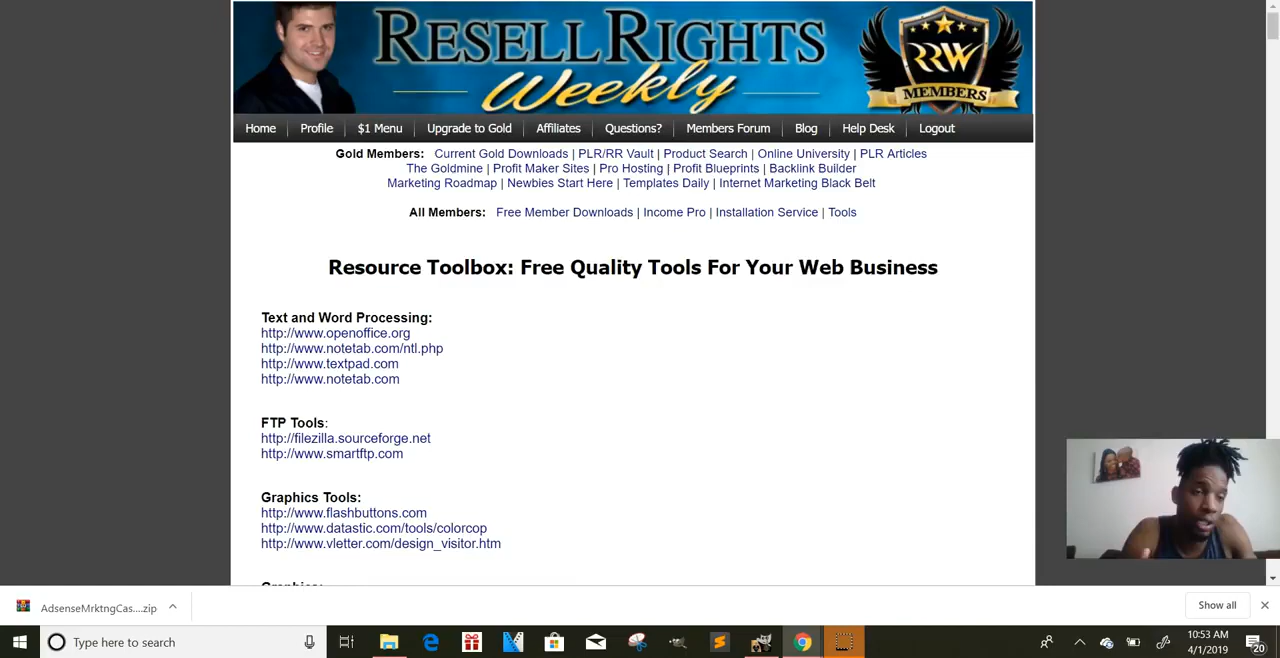 RESELL RIGHTS
Weekly
RRW
MEMBERS
Home Profile $1 Menu Upgrade to Gold Affiliates Questions? Members Forum Blog Help Desk Logout
Gold Members: Current Gold Downloads | PLR/RR Vault | Product Search | Online University | PLR Articles
The Goldmine | Profit Maker Sites | Pro Hosting | Profit Blueprints | Backlink Builder
Marketing Roadmap | Newbies Start Here | Templates Daily | Internet Marketing Black Belt
All Members: Free Member Downloads | Income Pro | Installation Service | Tools
Resource Toolbox: Free Quality Tools For Your Web Business
Text and Word Processing:
http://www.openoffice.org
http://www.notetab.com/ntl.php
http://www.textpad.com
http://www.notetab.com
FTP Tools:
http://filezilla.sourceforge.net
http://www.smartftp.com
Graphics Tools:
http://www.flashbuttons.com
http://www.datastic.com/tools/colorcop
http://www.vletter.com/design_visitor.htm
AdsenseMrktngCas....zip
Show all
Type here to search
10:53 AM
4/1/2019
20